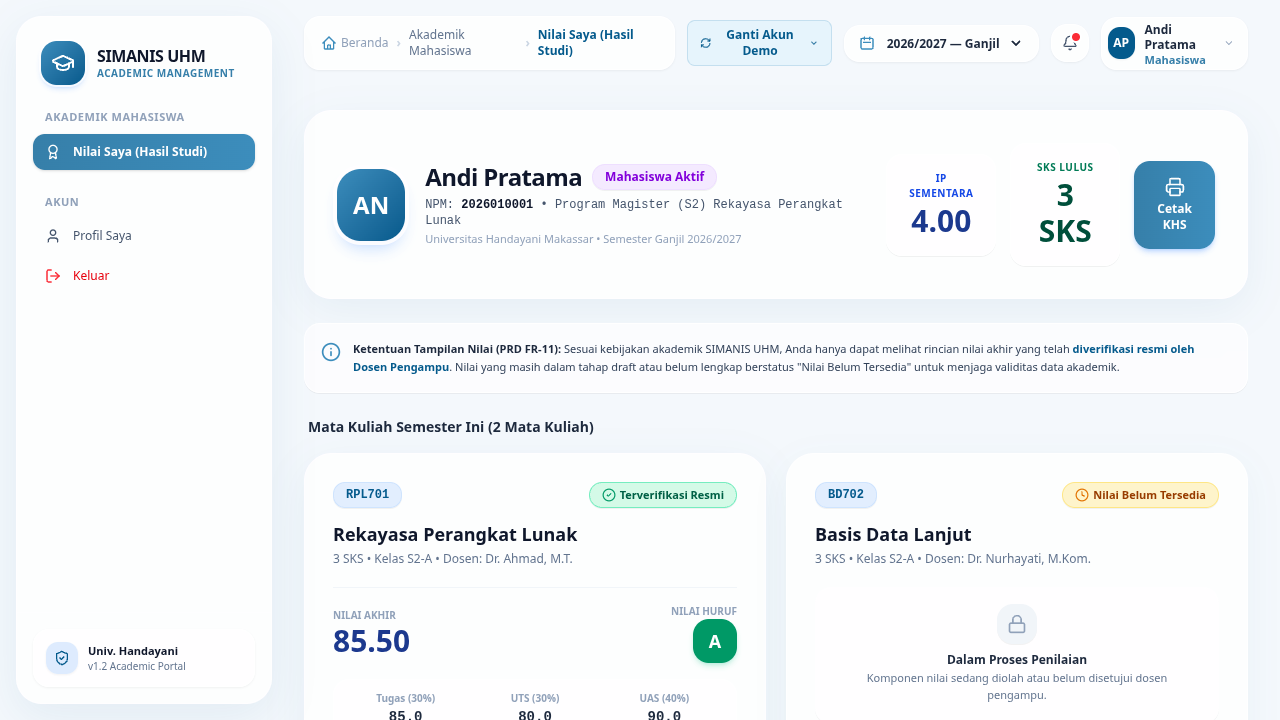 SIMANIS UHM
ACADEMIC MANAGEMENT
AKADEMIK MAHASISWA
Nilai Saya (Hasil Studi)
AKUN
Profil Saya
Keluar
Univ. Handayani
v1.2 Academic Portal
Beranda › Akademik Mahasiswa › Nilai Saya (Hasil Studi)
Ganti Akun Demo
2026/2027 — Ganjil
AP
Andi Pratama
Mahasiswa
AN
Andi Pratama
Mahasiswa Aktif
NPM: 2026010001 • Program Magister (S2) Rekayasa Perangkat
Lunak
Universitas Handayani Makassar • Semester Ganjil 2026/2027
IP
SEMENTARA
4.00
SKS LULUS
3
SKS
Cetak
KHS
Ketentuan Tampilan Nilai (PRD FR-11): Sesuai kebijakan akademik SIMANIS UHM, Anda hanya dapat melihat rincian nilai akhir yang telah diverifikasi resmi oleh
Dosen Pengampu. Nilai yang masih dalam tahap draft atau belum lengkap berstatus "Nilai Belum Tersedia" untuk menjaga validitas data akademik.
Mata Kuliah Semester Ini (2 Mata Kuliah)
RPL701
Terverifikasi Resmi
Rekayasa Perangkat Lunak
3 SKS • Kelas S2-A • Dosen: Dr. Ahmad, M.T.
NILAI AKHIR
85.50
NILAI HURUF
A
Tugas (30%)
85.0
UTS (30%)
80.0
UAS (40%)
90.0
BD702
Nilai Belum Tersedia
Basis Data Lanjut
3 SKS • Kelas S2-A • Dosen: Dr. Nurhayati, M.Kom.
Dalam Proses Penilaian
Komponen nilai sedang diolah atau belum disetujui dosen
pengampu.